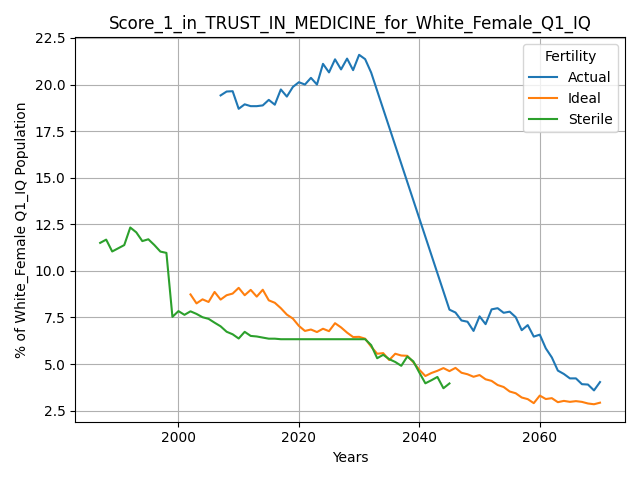 Score_1_in_TRUST_IN_MEDICINE_for_White_Female_Q1_IQ
% of White_Female Q1_IQ Population
22.5
20.0
17.5
15.0
12.5
10.0
7.5
5.0
2.5
Fertility
Actual
Ideal
Sterile
2000
2020
2040
2060
Years